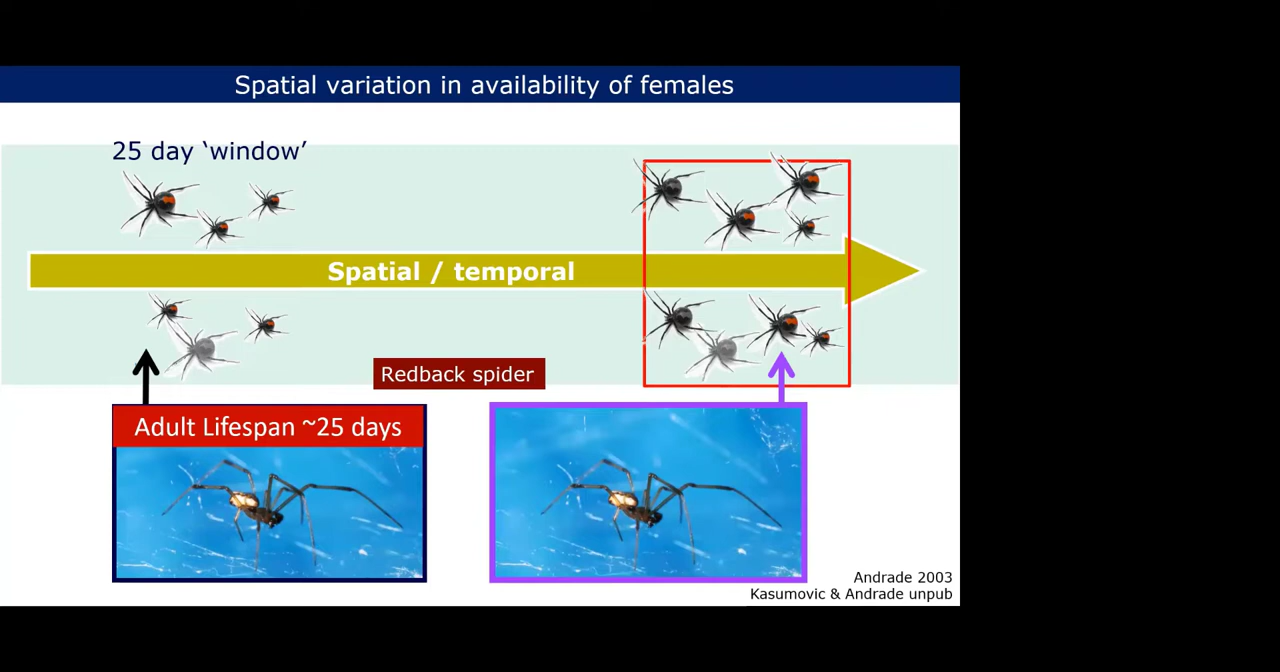 Spatial variation in availability of females
25 day ‘window’
Spatial / temporal
Redback spider
Adult Lifespan ~25 days
Andrade 2003
Kasumovic & Andrade unpub